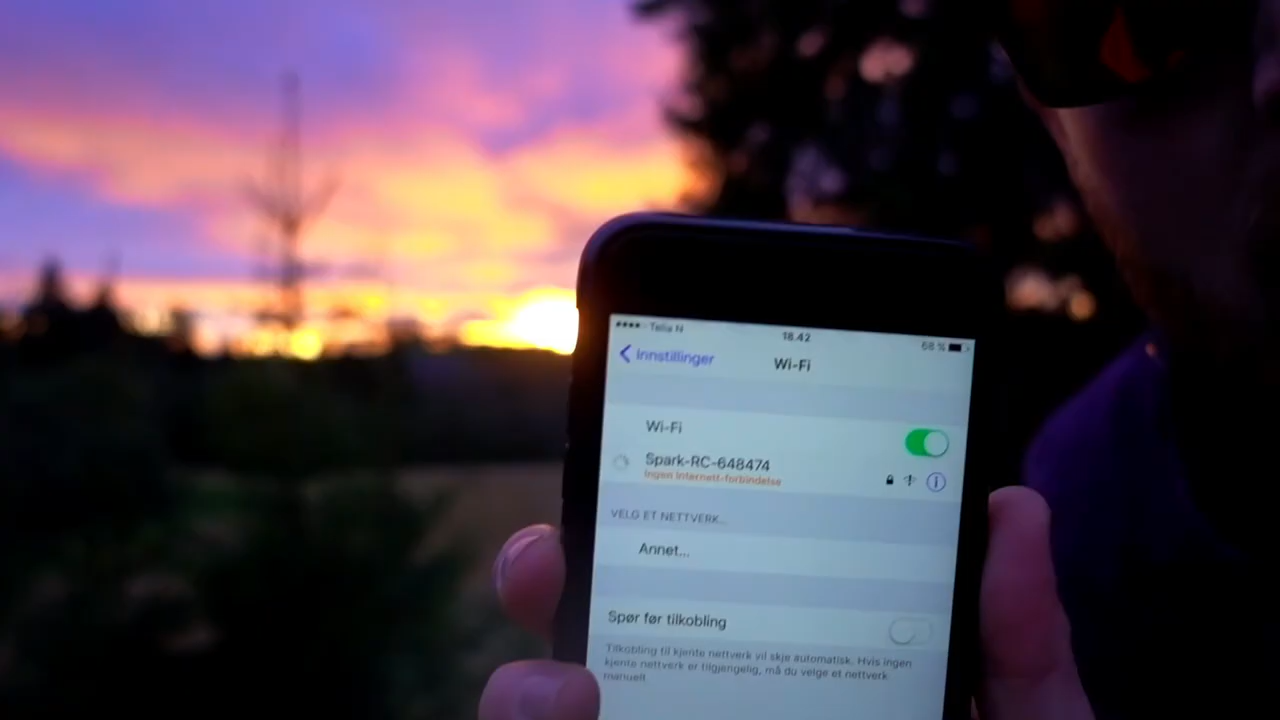 Telia N 18.42 68 %
Innstillinger Wi-Fi
Wi-Fi
Spark-RC-648474
Ingen Internett-forbindelse
VELG ET NETTVERK...
Annet...
Spør før tilkobling
Tilkobling til kjente nettverk vil skje automatisk. Hvis ingen
kjente nettverk er tilgjengelig, må du velge et nettverk
manuelt.